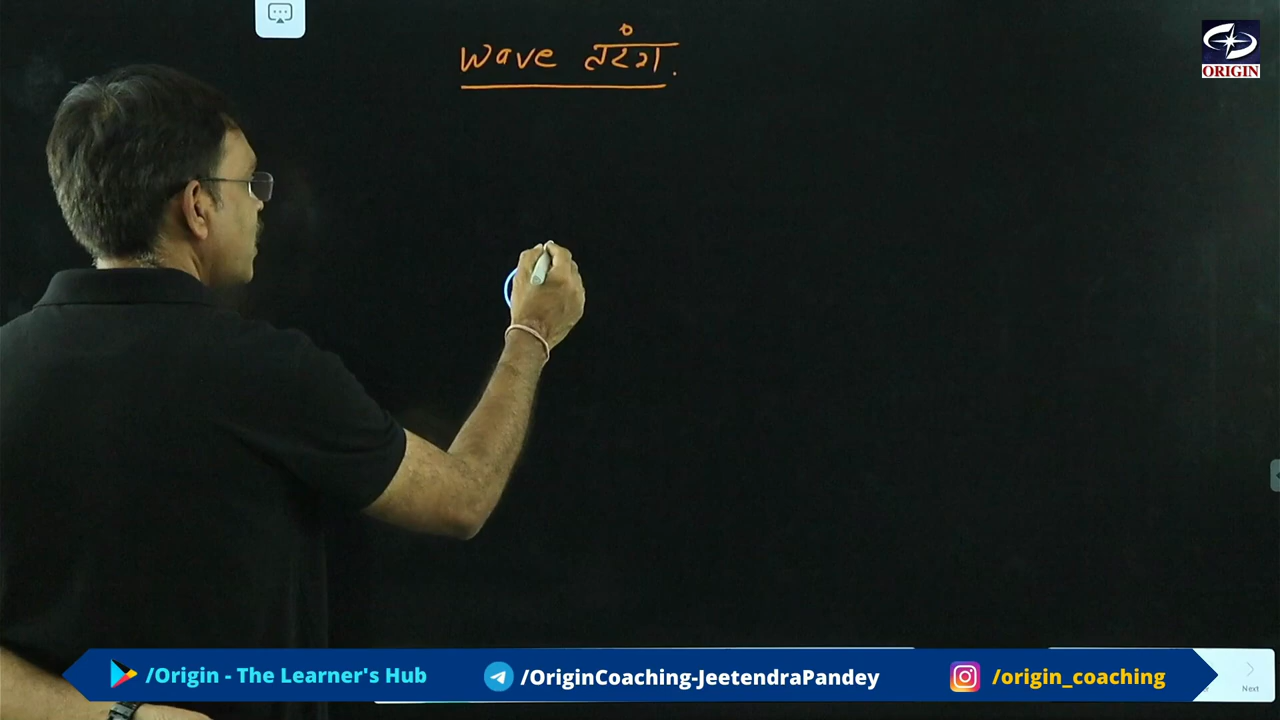 Wave तरंग.
ORIGIN
/Origin - The Learner's Hub
/OriginCoaching-JeetendraPandey
/origin_coaching
Next